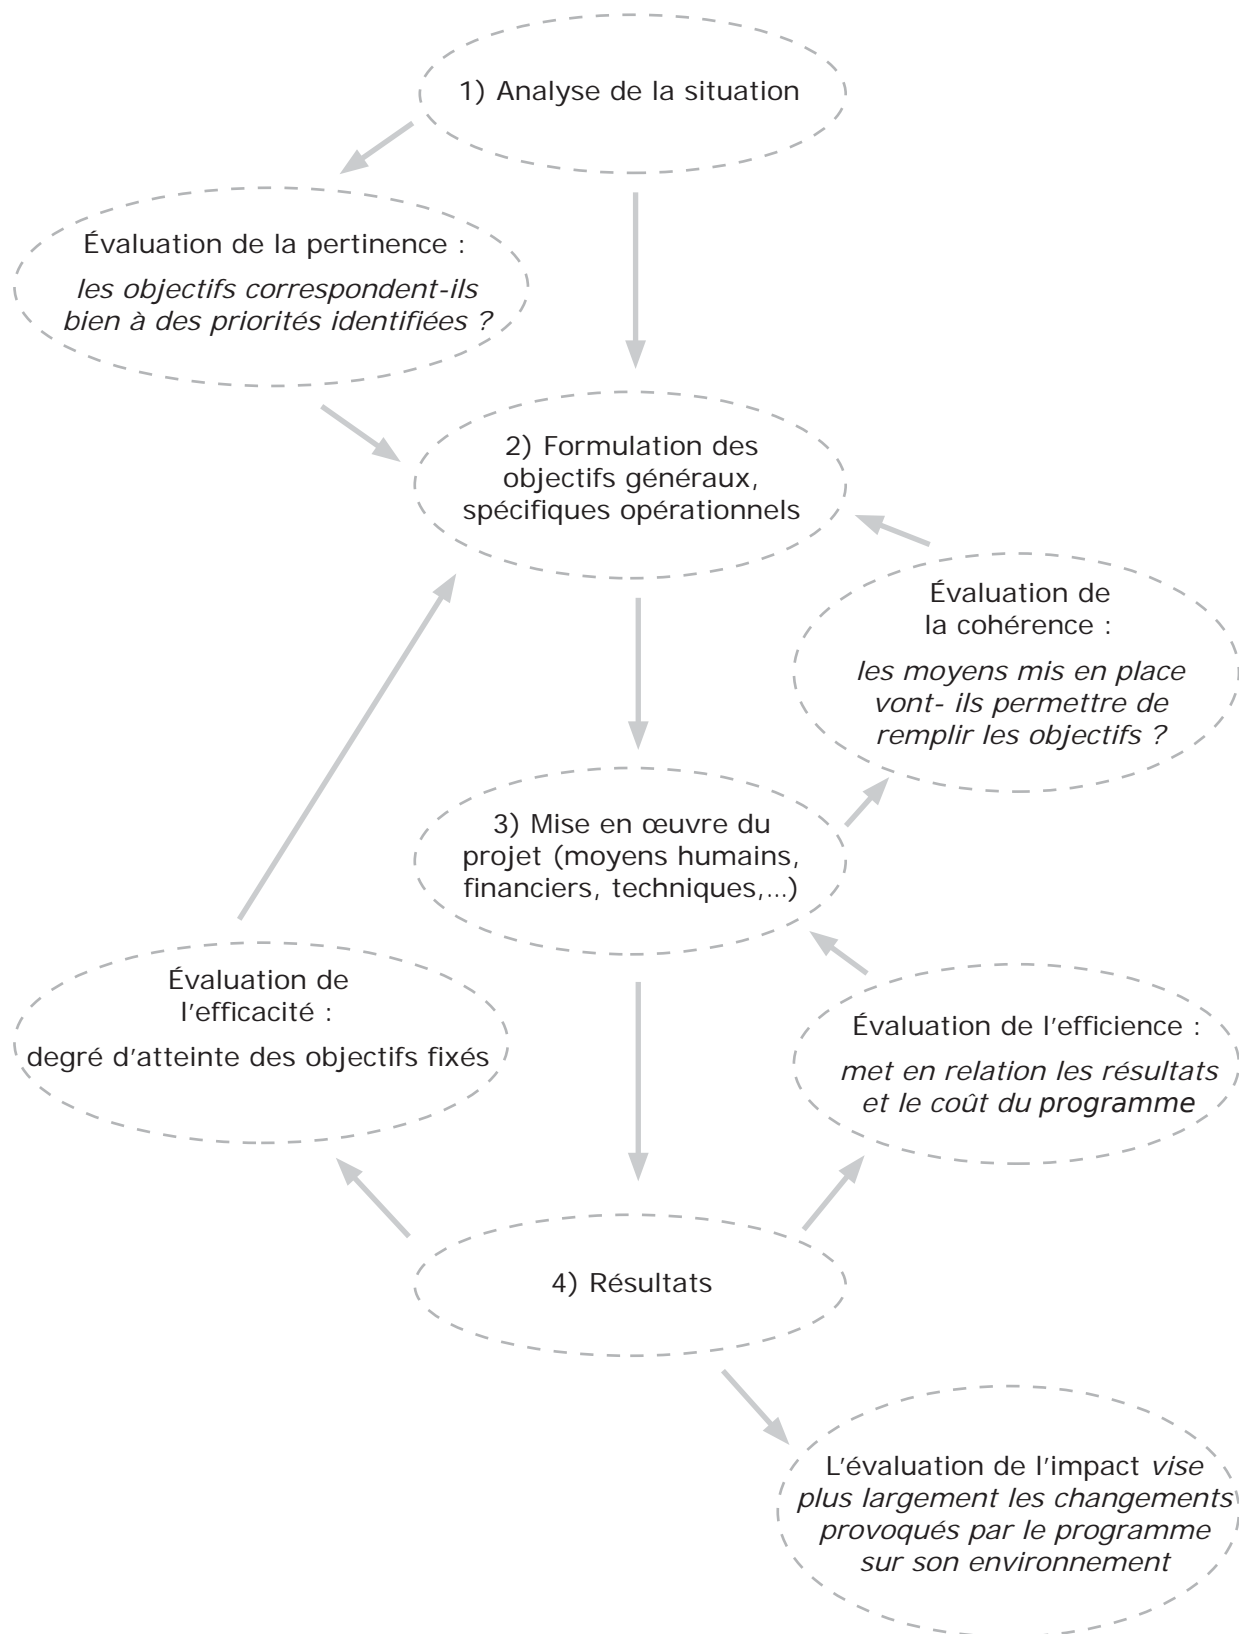 1) Analyse de la situation
Évaluation de la pertinence :
les objectifs correspondent-ils
bien à des priorités identifiées ?
2) Formulation des
objectifs généraux,
spécifiques opérationnels
Évaluation de
la cohérence :
les moyens mis en place
vont- ils permettre de
remplir les objectifs ?
3) Mise en œuvre du
projet (moyens humains,
financiers, techniques,...)
Évaluation de
l'efficacité :
degré d'atteinte des objectifs fixés
Évaluation de l'efficience :
met en relation les résultats
et le coût du programme
4) Résultats
L'évaluation de l'impact vise
plus largement les changements
provoqués par le programme
sur son environnement